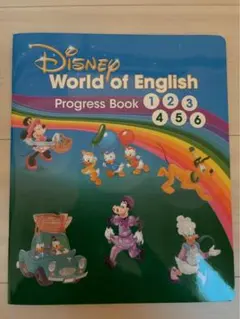 Disney
World of English
Progress Book 1 2 3
4 5 6